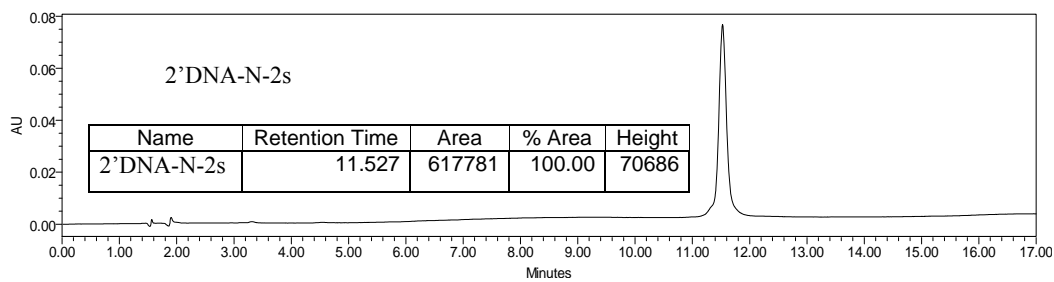 0.08
0.06
0.04
0.02
0.00
AU
2’DNA-N-2s
Name Retention Time Area % Area Height
2’DNA-N-2s 11.527 617781 100.00 70686
0.00 1.00 2.00 3.00 4.00 5.00 6.00 7.00 8.00 9.00 10.00 11.00 12.00 13.00 14.00 15.00 16.00 17.00
Minutes